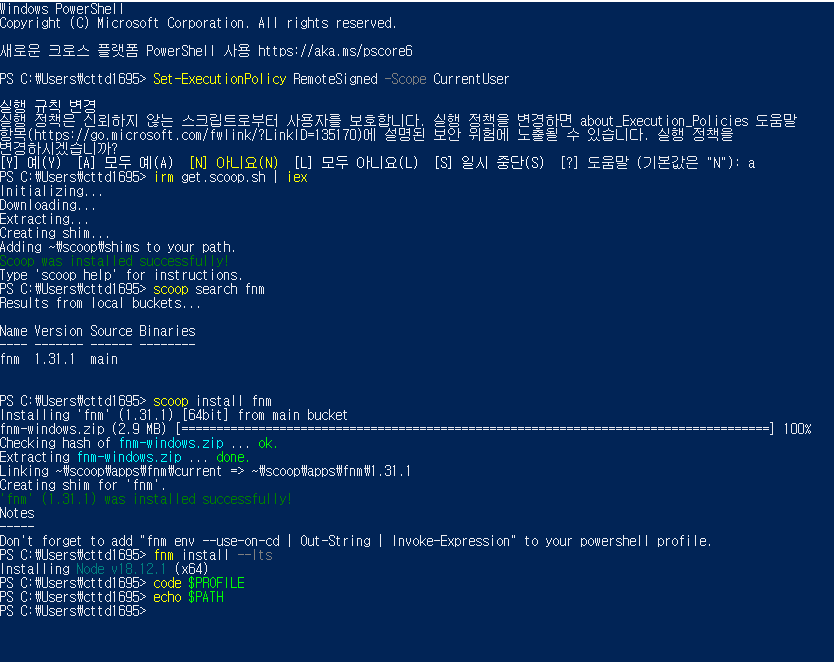 Windows PowerShell
Copyright (C) Microsoft Corporation. All rights reserved.
새로운 크로스 플랫폼 PowerShell 사용 https://aka.ms/pscore6
PS C:\Users\cttd1695> Set-ExecutionPolicy RemoteSigned -Scope CurrentUser
실행 규칙 변경
실행 정책은 신뢰하지 않는 스크립트로부터 사용자를 보호합니다. 실행 정책을 변경하면 about_Execution_Policies 도움말
항목(https://go.microsoft.com/fwlink/?LinkID=135170)에 설명된 보안 위험에 노출될 수 있습니다. 실행 정책을
변경하시겠습니까?
[Y] 예(Y)  [A] 모두 예(A)  [N] 아니요(N)  [L] 모두 아니요(L)  [S] 일시 중단(S)  [?] 도움말 (기본값은 "N"): a
PS C:\Users\cttd1695> irm get.scoop.sh | iex
Initializing...
Downloading...
Extracting...
Creating shim...
Adding ~\scoop\shims to your path.
Scoop was installed successfully!
Type 'scoop help' for instructions.
PS C:\Users\cttd1695> scoop search fnm
Results from local buckets...
Name Version Source Binaries
---- ------- ------ --------
fnm  1.31.1  main
PS C:\Users\cttd1695> scoop install fnm
Installing 'fnm' (1.31.1) [64bit] from main bucket
fnm-windows.zip (2.9 MB) [====================================================================================] 100%
Checking hash of fnm-windows.zip ... ok.
Extracting fnm-windows.zip ... done.
Linking ~\scoop\apps\fnm\current => ~\scoop\apps\fnm\1.31.1
Creating shim for 'fnm'.
'fnm' (1.31.1) was installed successfully!
Notes
-----
Don't forget to add "fnm env --use-on-cd | Out-String | Invoke-Expression" to your powershell profile.
PS C:\Users\cttd1695> fnm install --lts
Installing Node v18.12.1 (x64)
PS C:\Users\cttd1695> code $PROFILE
PS C:\Users\cttd1695> echo $PATH
PS C:\Users\cttd1695>